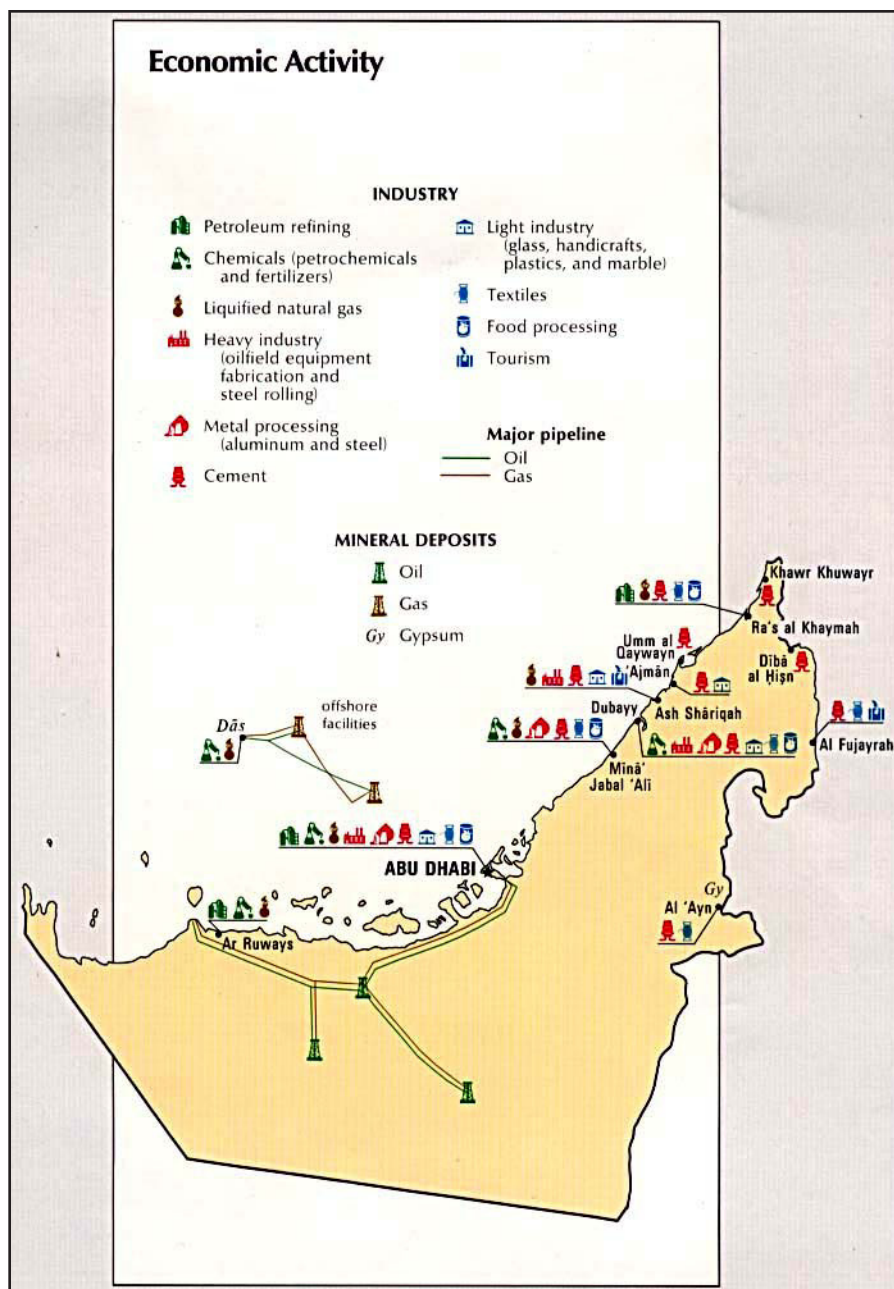 Economic Activity
INDUSTRY
Petroleum refining
Chemicals (petrochemicals
and fertilizers)
Liquified natural gas
Heavy industry
(oilfield equipment
fabrication and
steel rolling)
Metal processing
(aluminum and steel)
Cement
Light industry
(glass, handicrafts,
plastics, and marble)
Textiles
Food processing
Tourism
Major pipeline
Oil
Gas
MINERAL DEPOSITS
Oil
Gas
Gy Gypsum
Khawr Khuwayr
Ra's al Khaymah
Umm al
Qaywayn
'Ajmān
Dībā
al Ḩişn
offshore
facilities
Dās
Dubayy
Ash Shāriqah
Al Fujayrah
Mīnā'
Jabal 'Alī
ABU DHABI
Gy
Al 'Ayn
Ar Ruways